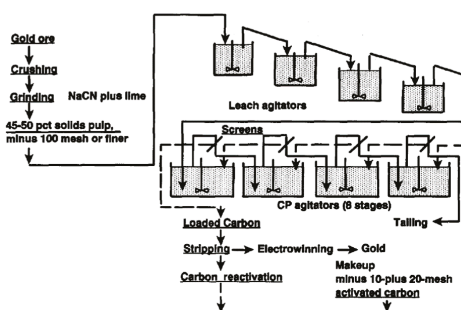 Gold ore
Crushing
Grinding
NaCN plus lime
45-50 pct solids pulp,
minus 100 mesh or finer
Leach agitators
Screens
CP agitators (8 stages)
Loaded Carbon
Tailing
Stripping
Electrowinning
Gold
Carbon reactivation
Makeup
minus 10-plus 20-mesh
activated carbon